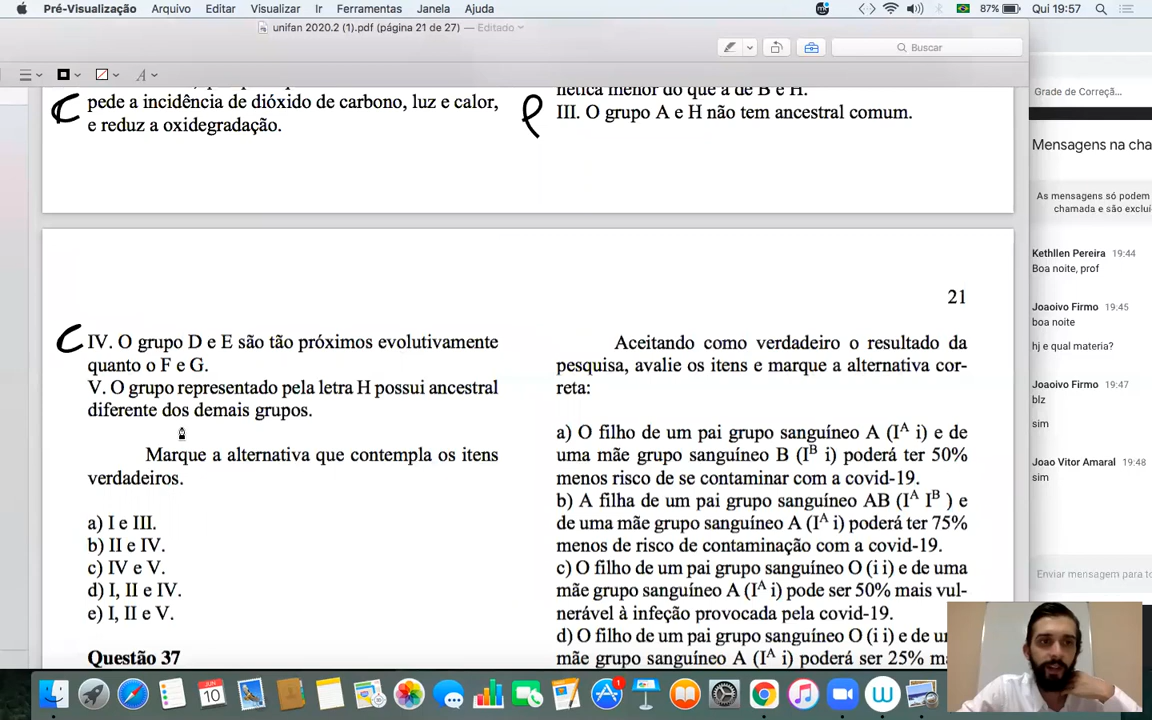 Pré-Visualização Arquivo Editar Visualizar Ir Ferramentas Janela Ajuda 87% Qui 19:57
unifan 2020.2 (1).pdf (página 21 de 27) — Editado
Buscar
pede a incidência de dióxido de carbono, luz e calor,
e reduz a oxidegradação.
C
nética menor do que a de B e H.
III. O grupo A e H não tem ancestral comum.
21
C
IV. O grupo D e E são tão próximos evolutivamente
quanto o F e G.
V. O grupo representado pela letra H possui ancestral
diferente dos demais grupos.
Marque a alternativa que contempla os itens
verdadeiros.
a) I e III.
b) II e IV.
c) IV e V.
d) I, II e IV.
e) I, II e V.
Questão 37
Aceitando como verdadeiro o resultado da
pesquisa, avalie os itens e marque a alternativa cor-
reta:
a) O filho de um pai grupo sanguíneo A (Iᴬ i) e de
uma mãe grupo sanguíneo B (Iᴮ i) poderá ter 50%
menos risco de se contaminar com a covid-19.
b) A filha de um pai grupo sanguíneo AB (Iᴬ Iᴮ ) e
de uma mãe grupo sanguíneo A (Iᴬ i) poderá ter 75%
menos de risco de contaminação com a covid-19.
c) O filho de um pai grupo sanguíneo O (i i) e de uma
mãe grupo sanguíneo A (Iᴬ i) pode ser 50% mais vul-
nerável à infeção provocada pela covid-19.
d) O filho de um pai grupo sanguíneo O (i i) e de
mãe grupo sanguíneo A (Iᴬ i) poderá ser 25%
Grade de Correçã...
Mensagens na cha
As mensagens só podem
chamada e são excluí
Kethllen Pereira 19:44
Boa noite, prof
Joaoivo Firmo 19:45
boa noite
hj e qual materia?
Joaoivo Firmo 19:47
blz
sim
Joao Vitor Amaral 19:48
sim
Enviar mensagem para to
JUN
10
1